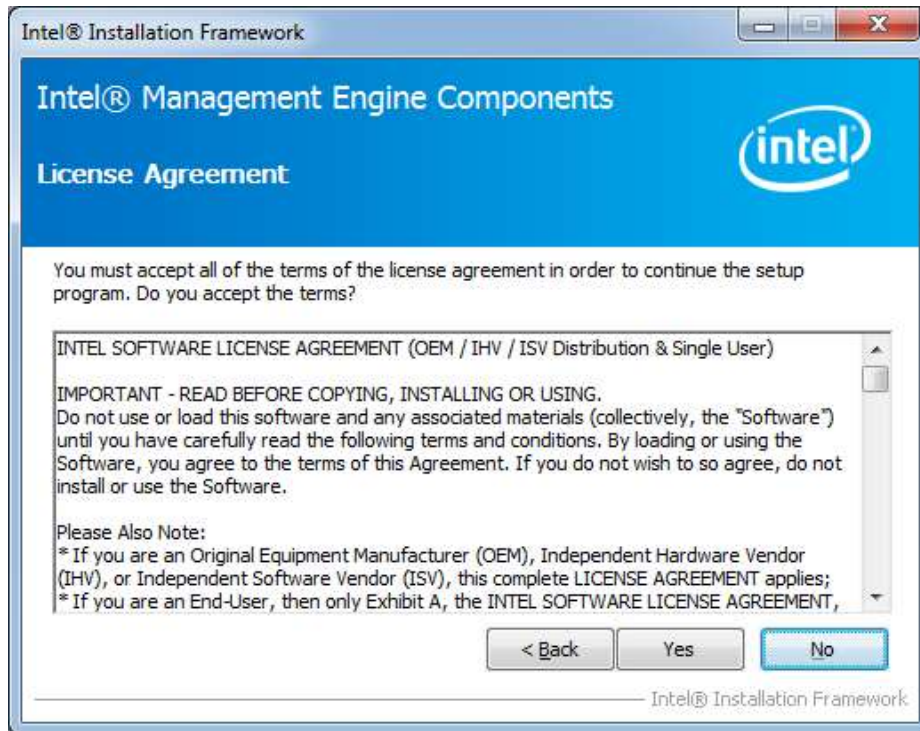 Intel® Installation Framework
Intel® Management Engine Components
intel
License Agreement
You must accept all of the terms of the license agreement in order to continue the setup
program. Do you accept the terms?
INTEL SOFTWARE LICENSE AGREEMENT (OEM / IHV / ISV Distribution & Single User)
IMPORTANT - READ BEFORE COPYING, INSTALLING OR USING.
Do not use or load this software and any associated materials (collectively, the "Software")
until you have carefully read the following terms and conditions. By loading or using the
Software, you agree to the terms of this Agreement. If you do not wish to so agree, do not
install or use the Software.
Please Also Note:
* If you are an Original Equipment Manufacturer (OEM), Independent Hardware Vendor
(IHV), or Independent Software Vendor (ISV), this complete LICENSE AGREEMENT applies;
* If you are an End-User, then only Exhibit A, the INTEL SOFTWARE LICENSE AGREEMENT,
< Back Yes No
Intel® Installation Framework